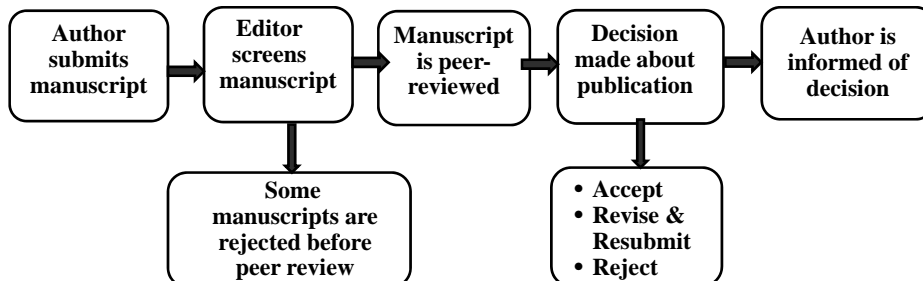 Author
submits
manuscript
Editor
screens
manuscript
Manuscript
is peer-
reviewed
Decision
made about
publication
Author is
informed of
decision
Some
manuscripts are
rejected before
peer review
• Accept
• Revise &
Resubmit
• Reject